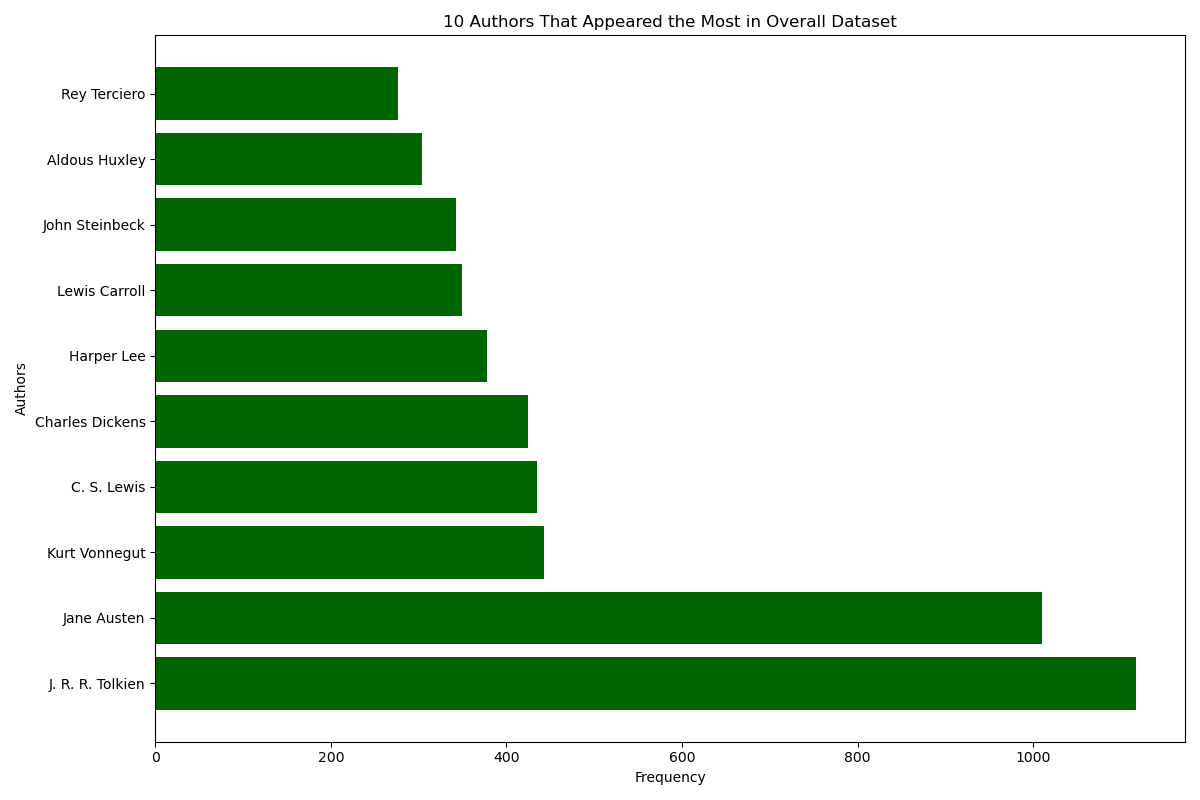 10 Authors That Appeared the Most in Overall Dataset
Authors
Rey Terciero
Aldous Huxley
John Steinbeck
Lewis Carroll
Harper Lee
Charles Dickens
C. S. Lewis
Kurt Vonnegut
Jane Austen
J. R. R. Tolkien
0 200 400 600 800 1000
Frequency